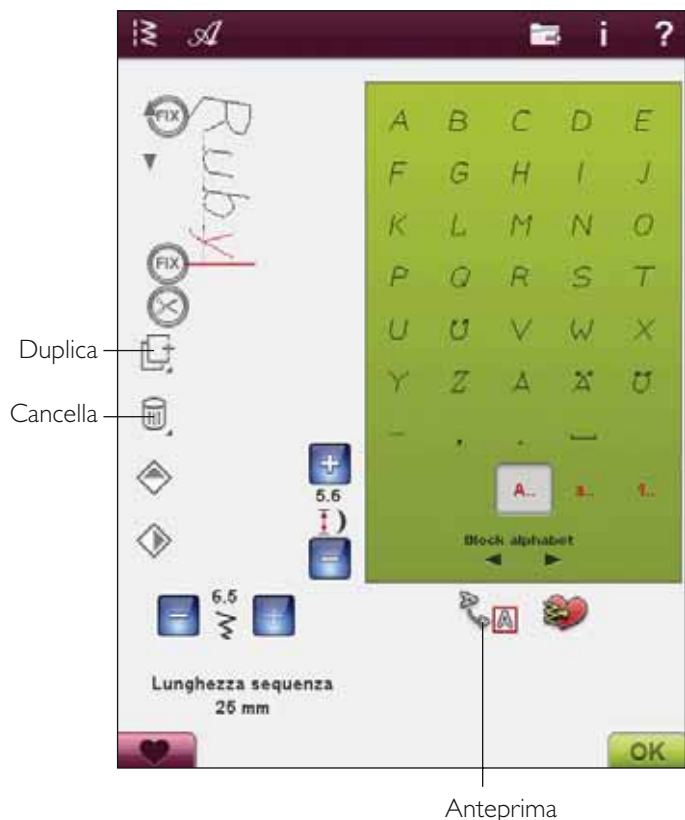 A i ?
FIX
Ruby
FIX
Duplica
Cancella
A B C D E
F G H I J
K L M N O
P Q R S T
U Ü V W X
Y Z Å Ä Ö
_ , .
A.. a.. 1..
Block alphabet
+
5.6
−
− 6.5 +
A
Lunghezza sequenza
25 mm
OK
Anteprima